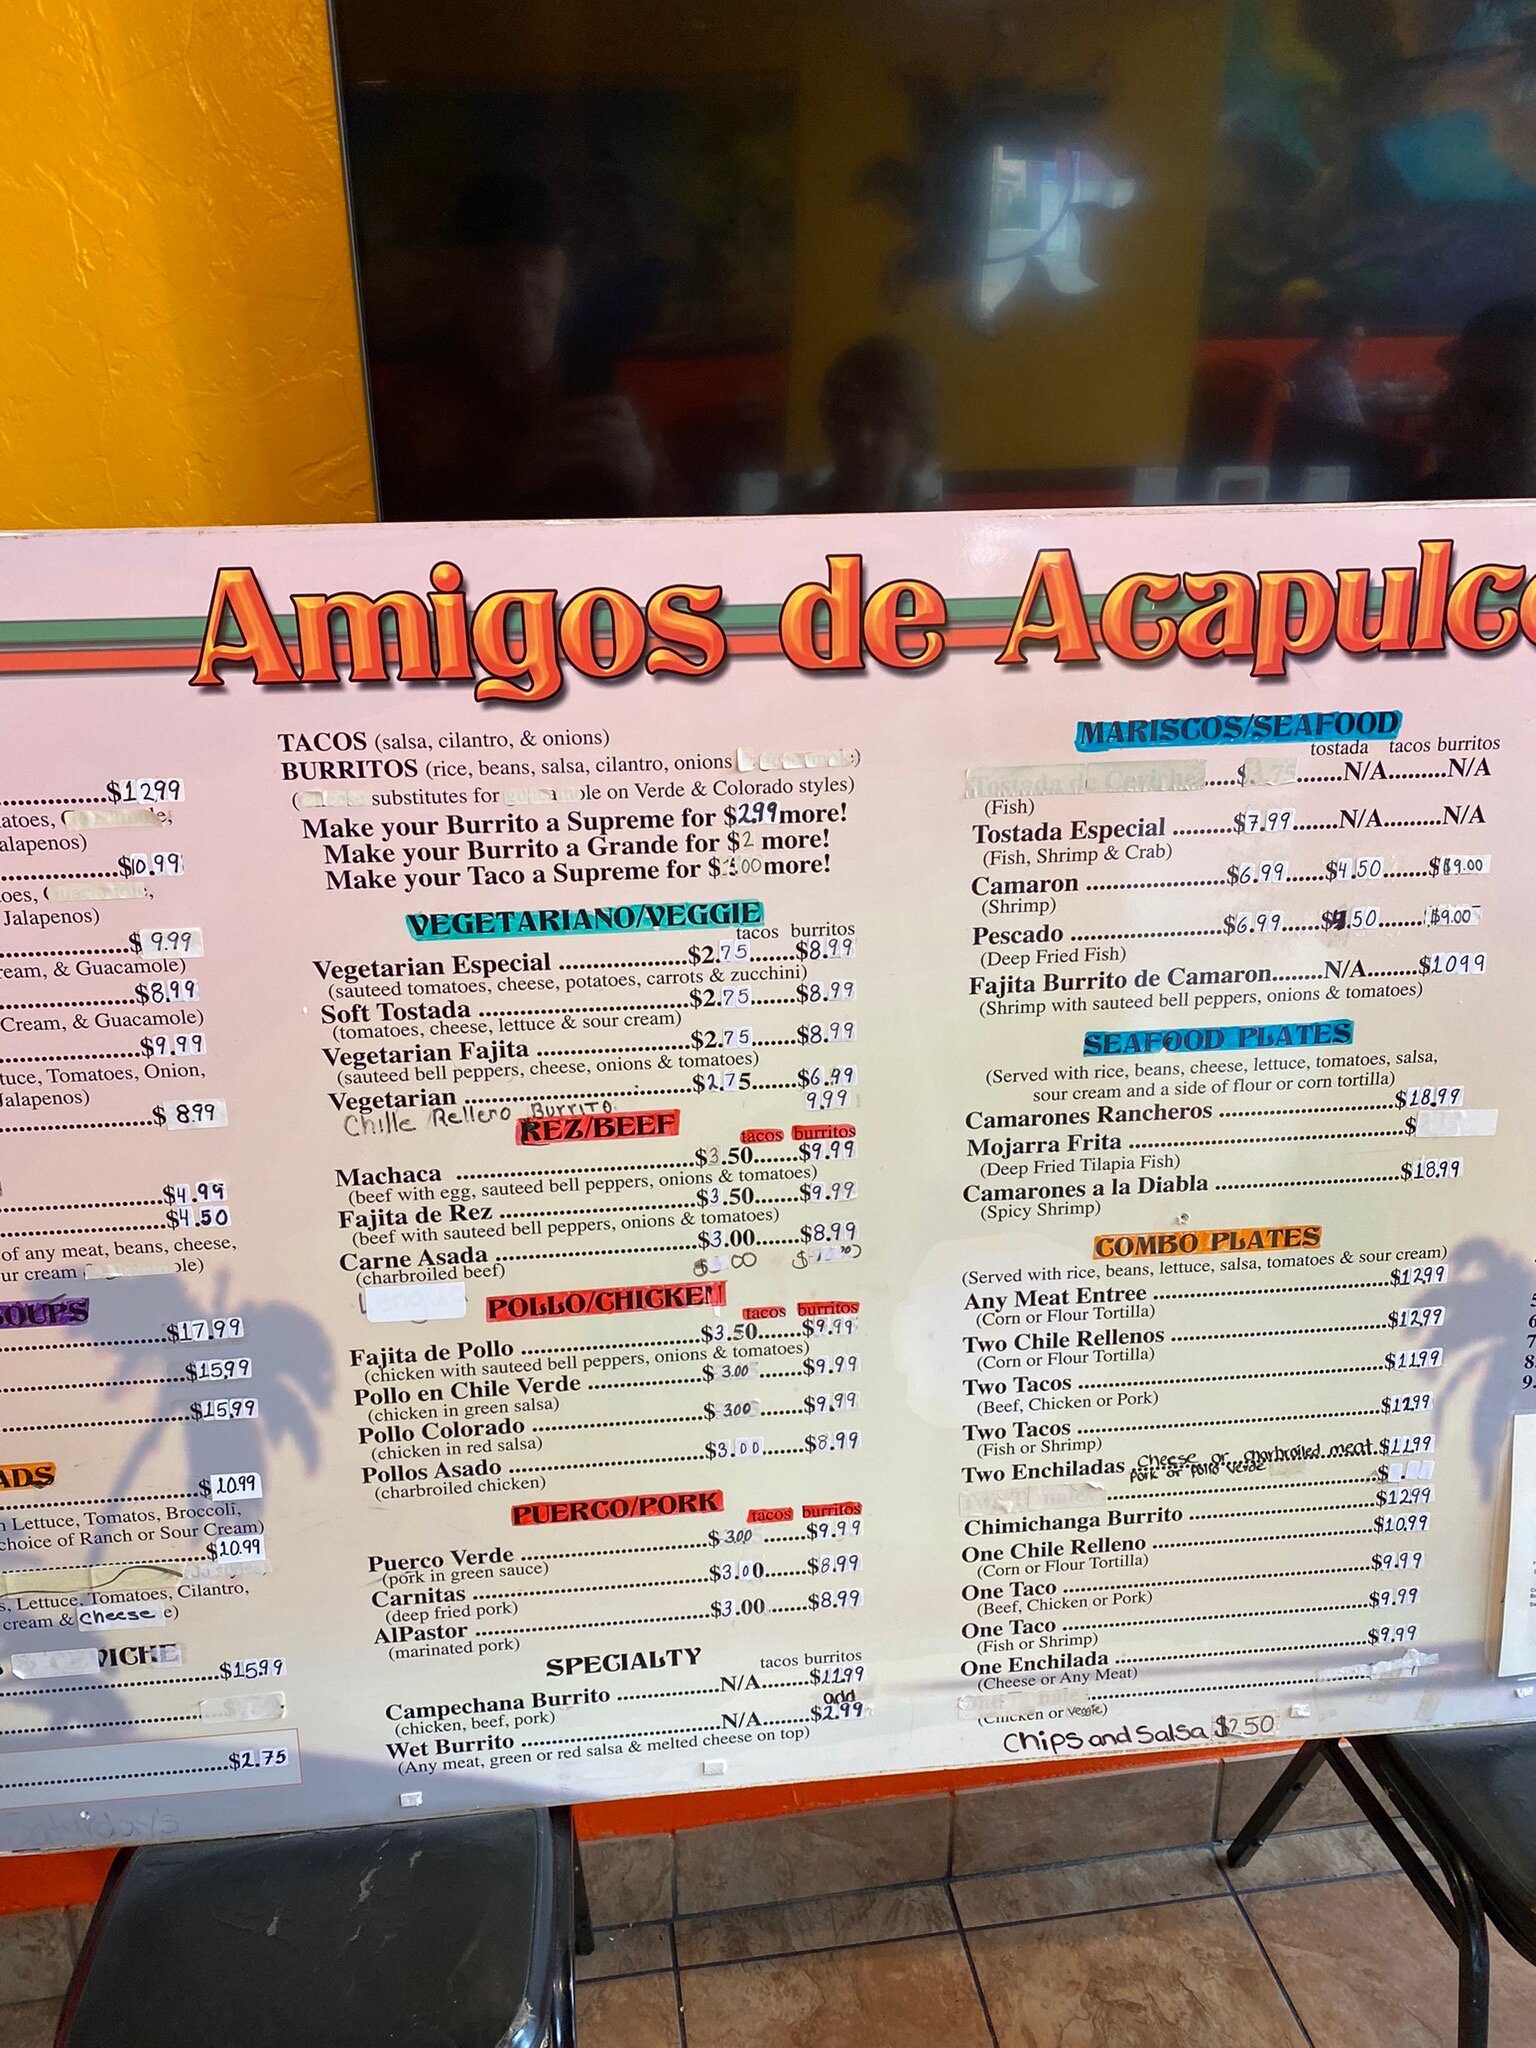 Amigos de Acapulco
$12.99
alapenos)
$10.99
Jalapenos)
$9.99
ream, & Guacamole)
$8.99
Cream, & Guacamole)
$9.99
tuce, Tomatoes, Onion,
Jalapenos)
$8.99
$4.99
$4.50
of any meat, beans, cheese,
ur cream
SOUPS
$17.99
$15.99
$15.99
ADS
$10.99
n Lettuce, Tomatos, Broccoli,
choice of Ranch or Sour Cream)
$10.99
s, Lettuce, Tomatoes, Cilantro,
cream & cheese e)
VICHE
$15.99
$2.75
TACOS (salsa, cilantro, & onions)
BURRITOS (rice, beans, salsa, cilantro, onions
substitutes for ole on Verde & Colorado styles)
Make your Burrito a Supreme for $2.99 more!
Make your Burrito a Grande for $2 more!
Make your Taco a Supreme for more!
VEGETARIANO/VEGGIE
tacos burritos
Vegetarian Especial ..........$2.75.......$8.99
(sauteed tomatoes, cheese, potatoes, carrots & zucchini)
Soft Tostada ..........$2.75.......$8.99
(tomatoes, cheese, lettuce & sour cream)
Vegetarian Fajita ..........$2.75.......$8.99
(sauteed bell peppers, cheese, onions & tomatoes)
Vegetarian ..........$2.75.......$6.99
Chille Relleno Burrito 9.99
REZ/BEEF
tacos burritos
Machaca ..........$3.50.......$9.99
(beef with egg, sauteed bell peppers, onions & tomatoes)
Fajita de Rez ..........$3.50.......$9.99
(beef with sauteed bell peppers, onions & tomatoes)
Carne Asada ..........$3.00.......$8.99
(charbroiled beef)
POLLO/CHICKEN
tacos burritos
Fajita de Pollo ..........$3.50.......$9.99
(chicken with sauteed bell peppers, onions & tomatoes)
Pollo en Chile Verde ..........$3.00.......$9.99
(chicken in green salsa)
Pollo Colorado ..........$3.00.......$9.99
(chicken in red salsa)
Pollos Asado ..........$3.00.......$8.99
(charbroiled chicken)
PUERCO/PORK
tacos burritos
Puerco Verde ..........$3.00.......$9.99
(pork in green sauce)
Carnitas ..........$3.00.......$8.99
(deep fried pork)
AlPastor ..........$3.00.......$8.99
(marinated pork)
SPECIALTY
tacos burritos
Campechana Burrito ..........N/A.......$11.99
(chicken, beef, pork) add
Wet Burrito ..........N/A.......$2.99
(Any meat, green or red salsa & melted cheese on top)
MARISCOS/SEAFOOD
tostada tacos burritos
Tostada de Ceviche ..........N/A.........N/A
(Fish)
Tostada Especial .........$7.99.......N/A.........N/A
(Fish, Shrimp & Crab)
Camaron ..........$6.99......$4.50.......$9.00
(Shrimp)
Pescado ..........$6.99......$4.50.......$9.00
(Deep Fried Fish)
Fajita Burrito de Camaron........N/A........$10.99
(Shrimp with sauteed bell peppers, onions & tomatoes)
SEAFOOD PLATES
(Served with rice, beans, cheese, lettuce, tomatoes, salsa,
sour cream and a side of flour or corn tortilla)
Camarones Rancheros ..........$18.99
Mojarra Frita ..........$
(Deep Fried Tilapia Fish)
Camarones a la Diabla ..........$18.99
(Spicy Shrimp)
COMBO PLATES
(Served with rice, beans, lettuce, salsa, tomatoes & sour cream)
Any Meat Entree ..........$12.99
(Corn or Flour Tortilla)
Two Chile Rellenos ..........$12.99
(Corn or Flour Tortilla)
Two Tacos ..........$11.99
(Beef, Chicken or Pork)
Two Tacos ..........$12.99
(Fish or Shrimp)
Two Enchiladas cheese or charbroiled meat $11.99
pork or pollo verde
Chimichanga Burrito ..........$12.99
One Chile Relleno ..........$10.99
(Corn or Flour Tortilla)
One Taco ..........$9.99
(Beef, Chicken or Pork)
One Taco ..........$9.99
(Fish or Shrimp)
One Enchilada ..........$9.99
(Cheese or Any Meat)
(Chicken or veggie)
Chips and Salsa $2.50